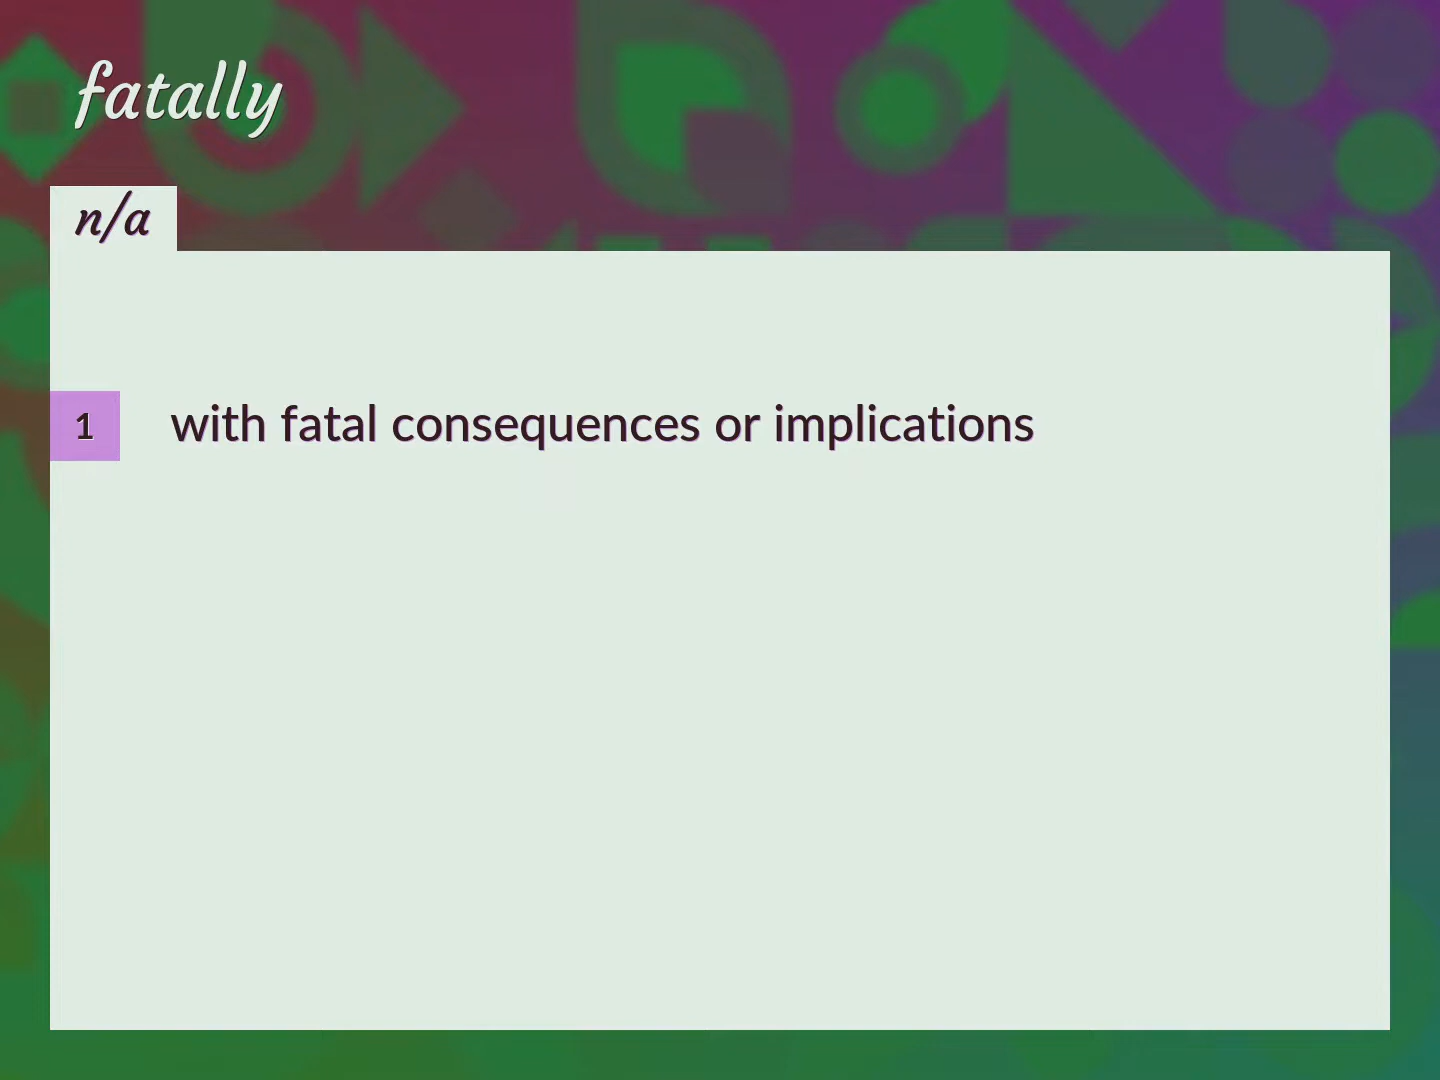 fatally
n/a
1 with fatal consequences or implications